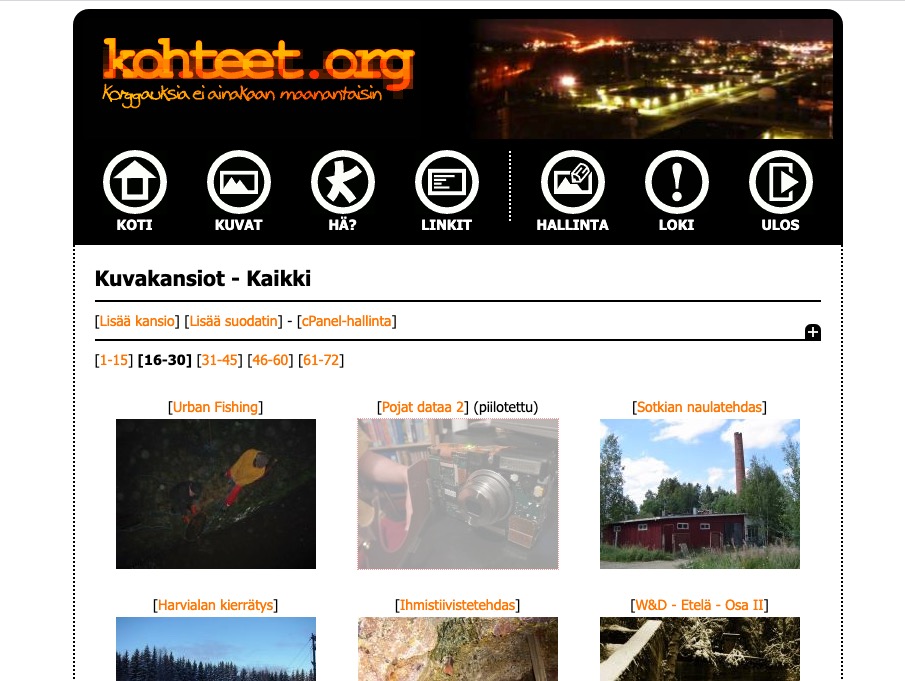 kohteet.org
Korggauksia ei ainakaan maanantaisin
KOTI KUVAT HÄ? LINKIT HALLINTA LOKI ULOS
Kuvakansiot - Kaikki
[Lisää kansio] [Lisää suodatin] - [cPanel-hallinta]
[1-15] [16-30] [31-45] [46-60] [61-72]
[Urban Fishing] [Pojat dataa 2] (piilotettu) [Sotkian naulatehdas]
[Harvialan kierrätys] [Ihmistiivistetehdas] [W&D - Etelä - Osa II]